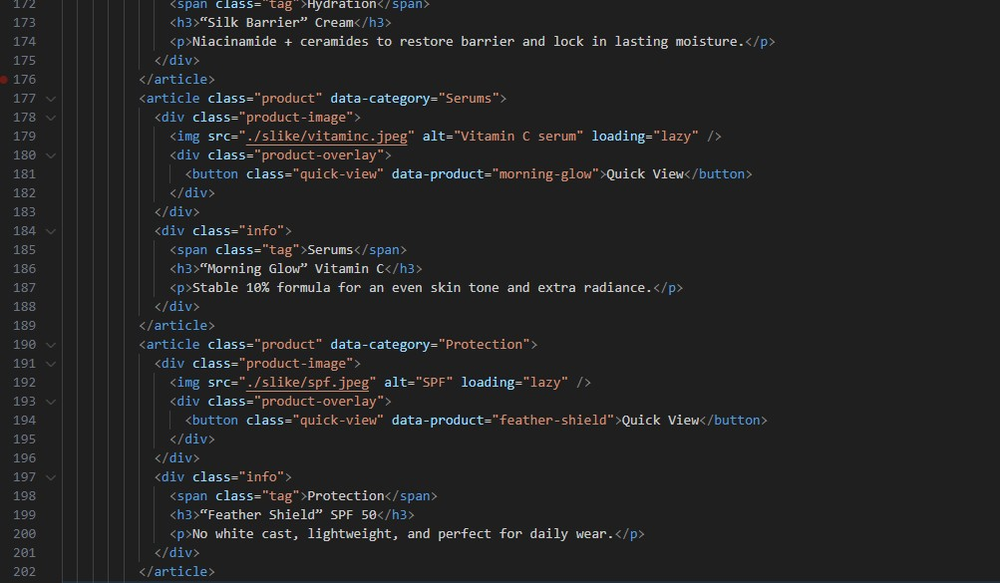 172 <span class="tag">Hydration</span>
173 <h3>“Silk Barrier” Cream</h3>
174 <p>Niacinamide + ceramides to restore barrier and lock in lasting moisture.</p>
175 </div>
176 </article>
177 <article class="product" data-category="Serums">
178 <div class="product-image">
179 <img src="./slike/vitaminc.jpeg" alt="Vitamin C serum" loading="lazy" />
180 <div class="product-overlay">
181 <button class="quick-view" data-product="morning-glow">Quick View</button>
182 </div>
183 </div>
184 <div class="info">
185 <span class="tag">Serums</span>
186 <h3>“Morning Glow” Vitamin C</h3>
187 <p>Stable 10% formula for an even skin tone and extra radiance.</p>
188 </div>
189 </article>
190 <article class="product" data-category="Protection">
191 <div class="product-image">
192 <img src="./slike/spf.jpeg" alt="SPF" loading="lazy" />
193 <div class="product-overlay">
194 <button class="quick-view" data-product="feather-shield">Quick View</button>
195 </div>
196 </div>
197 <div class="info">
198 <span class="tag">Protection</span>
199 <h3>“Feather Shield” SPF 50</h3>
200 <p>No white cast, lightweight, and perfect for daily wear.</p>
201 </div>
202 </article>